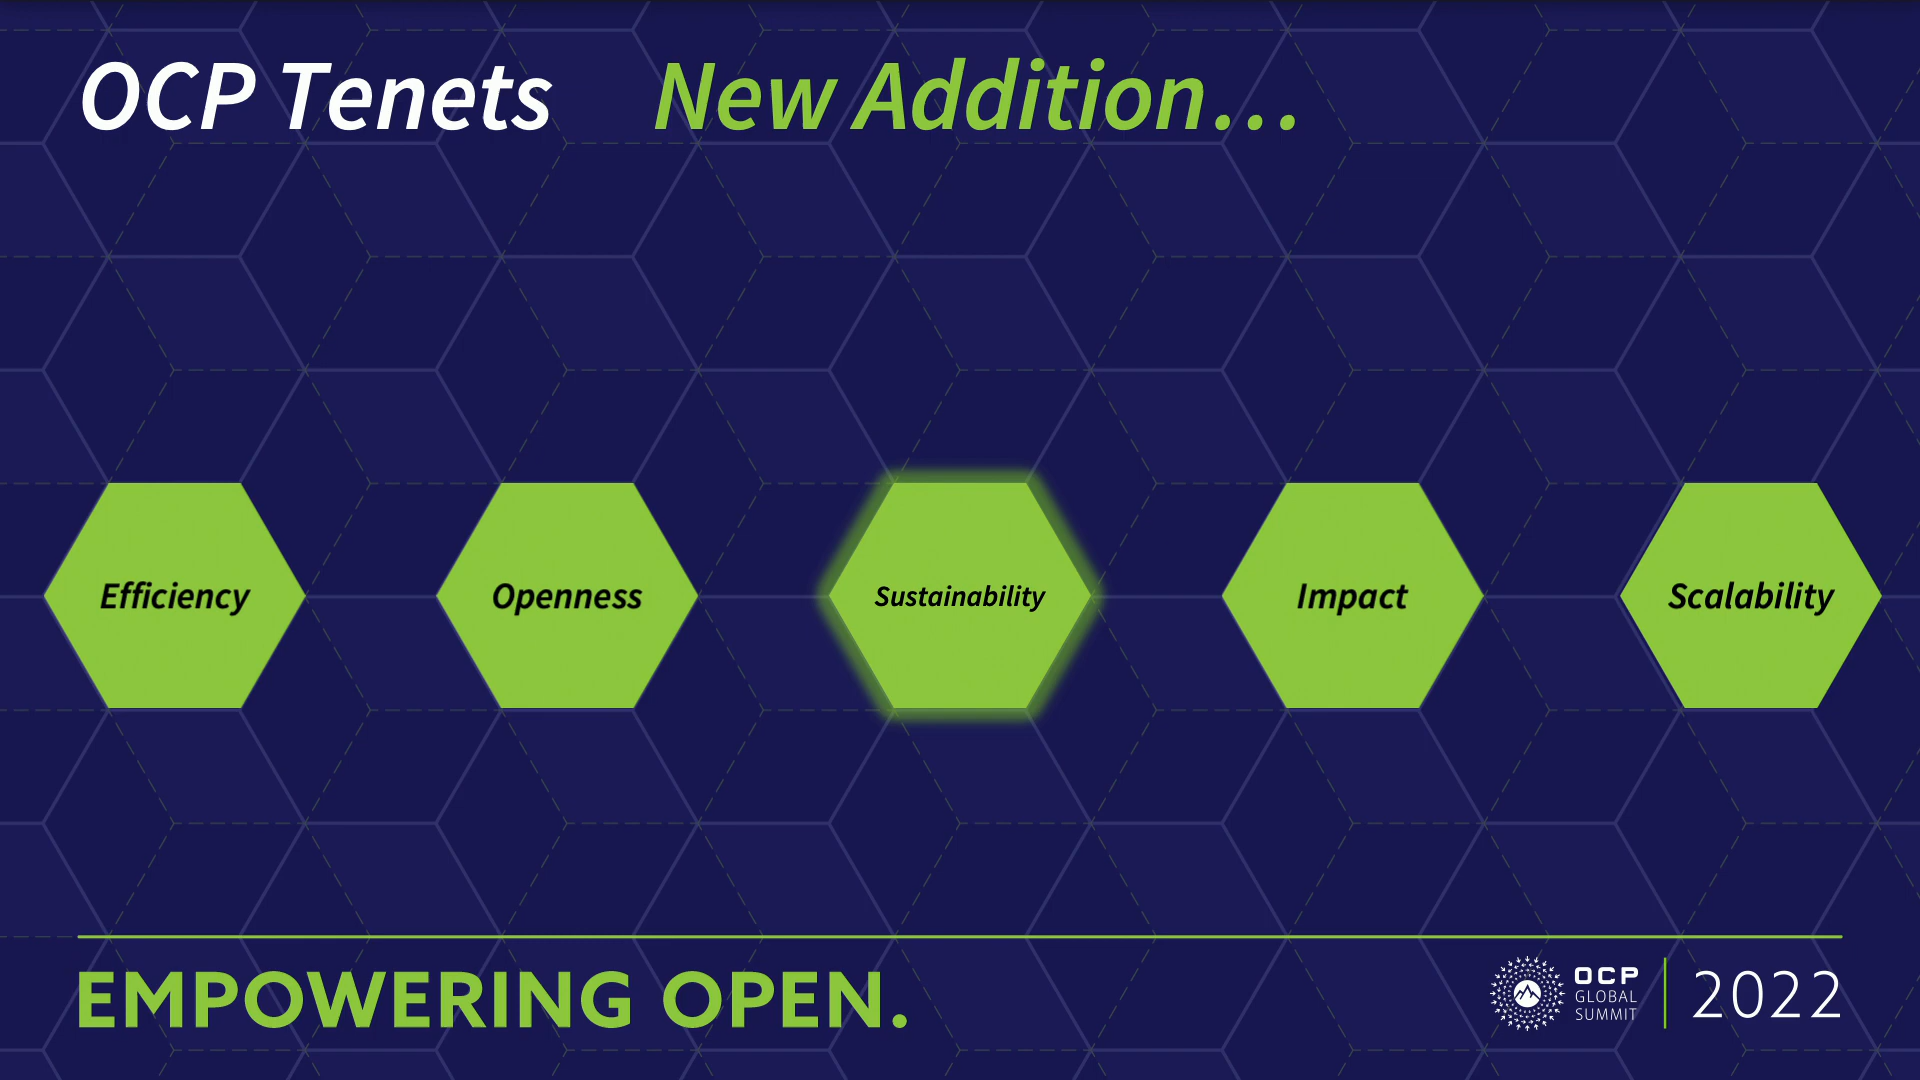 OCP Tenets New Addition...
Efficiency
Openness
Sustainability
Impact
Scalability
EMPOWERING OPEN.
OCP
GLOBAL
SUMMIT
2022